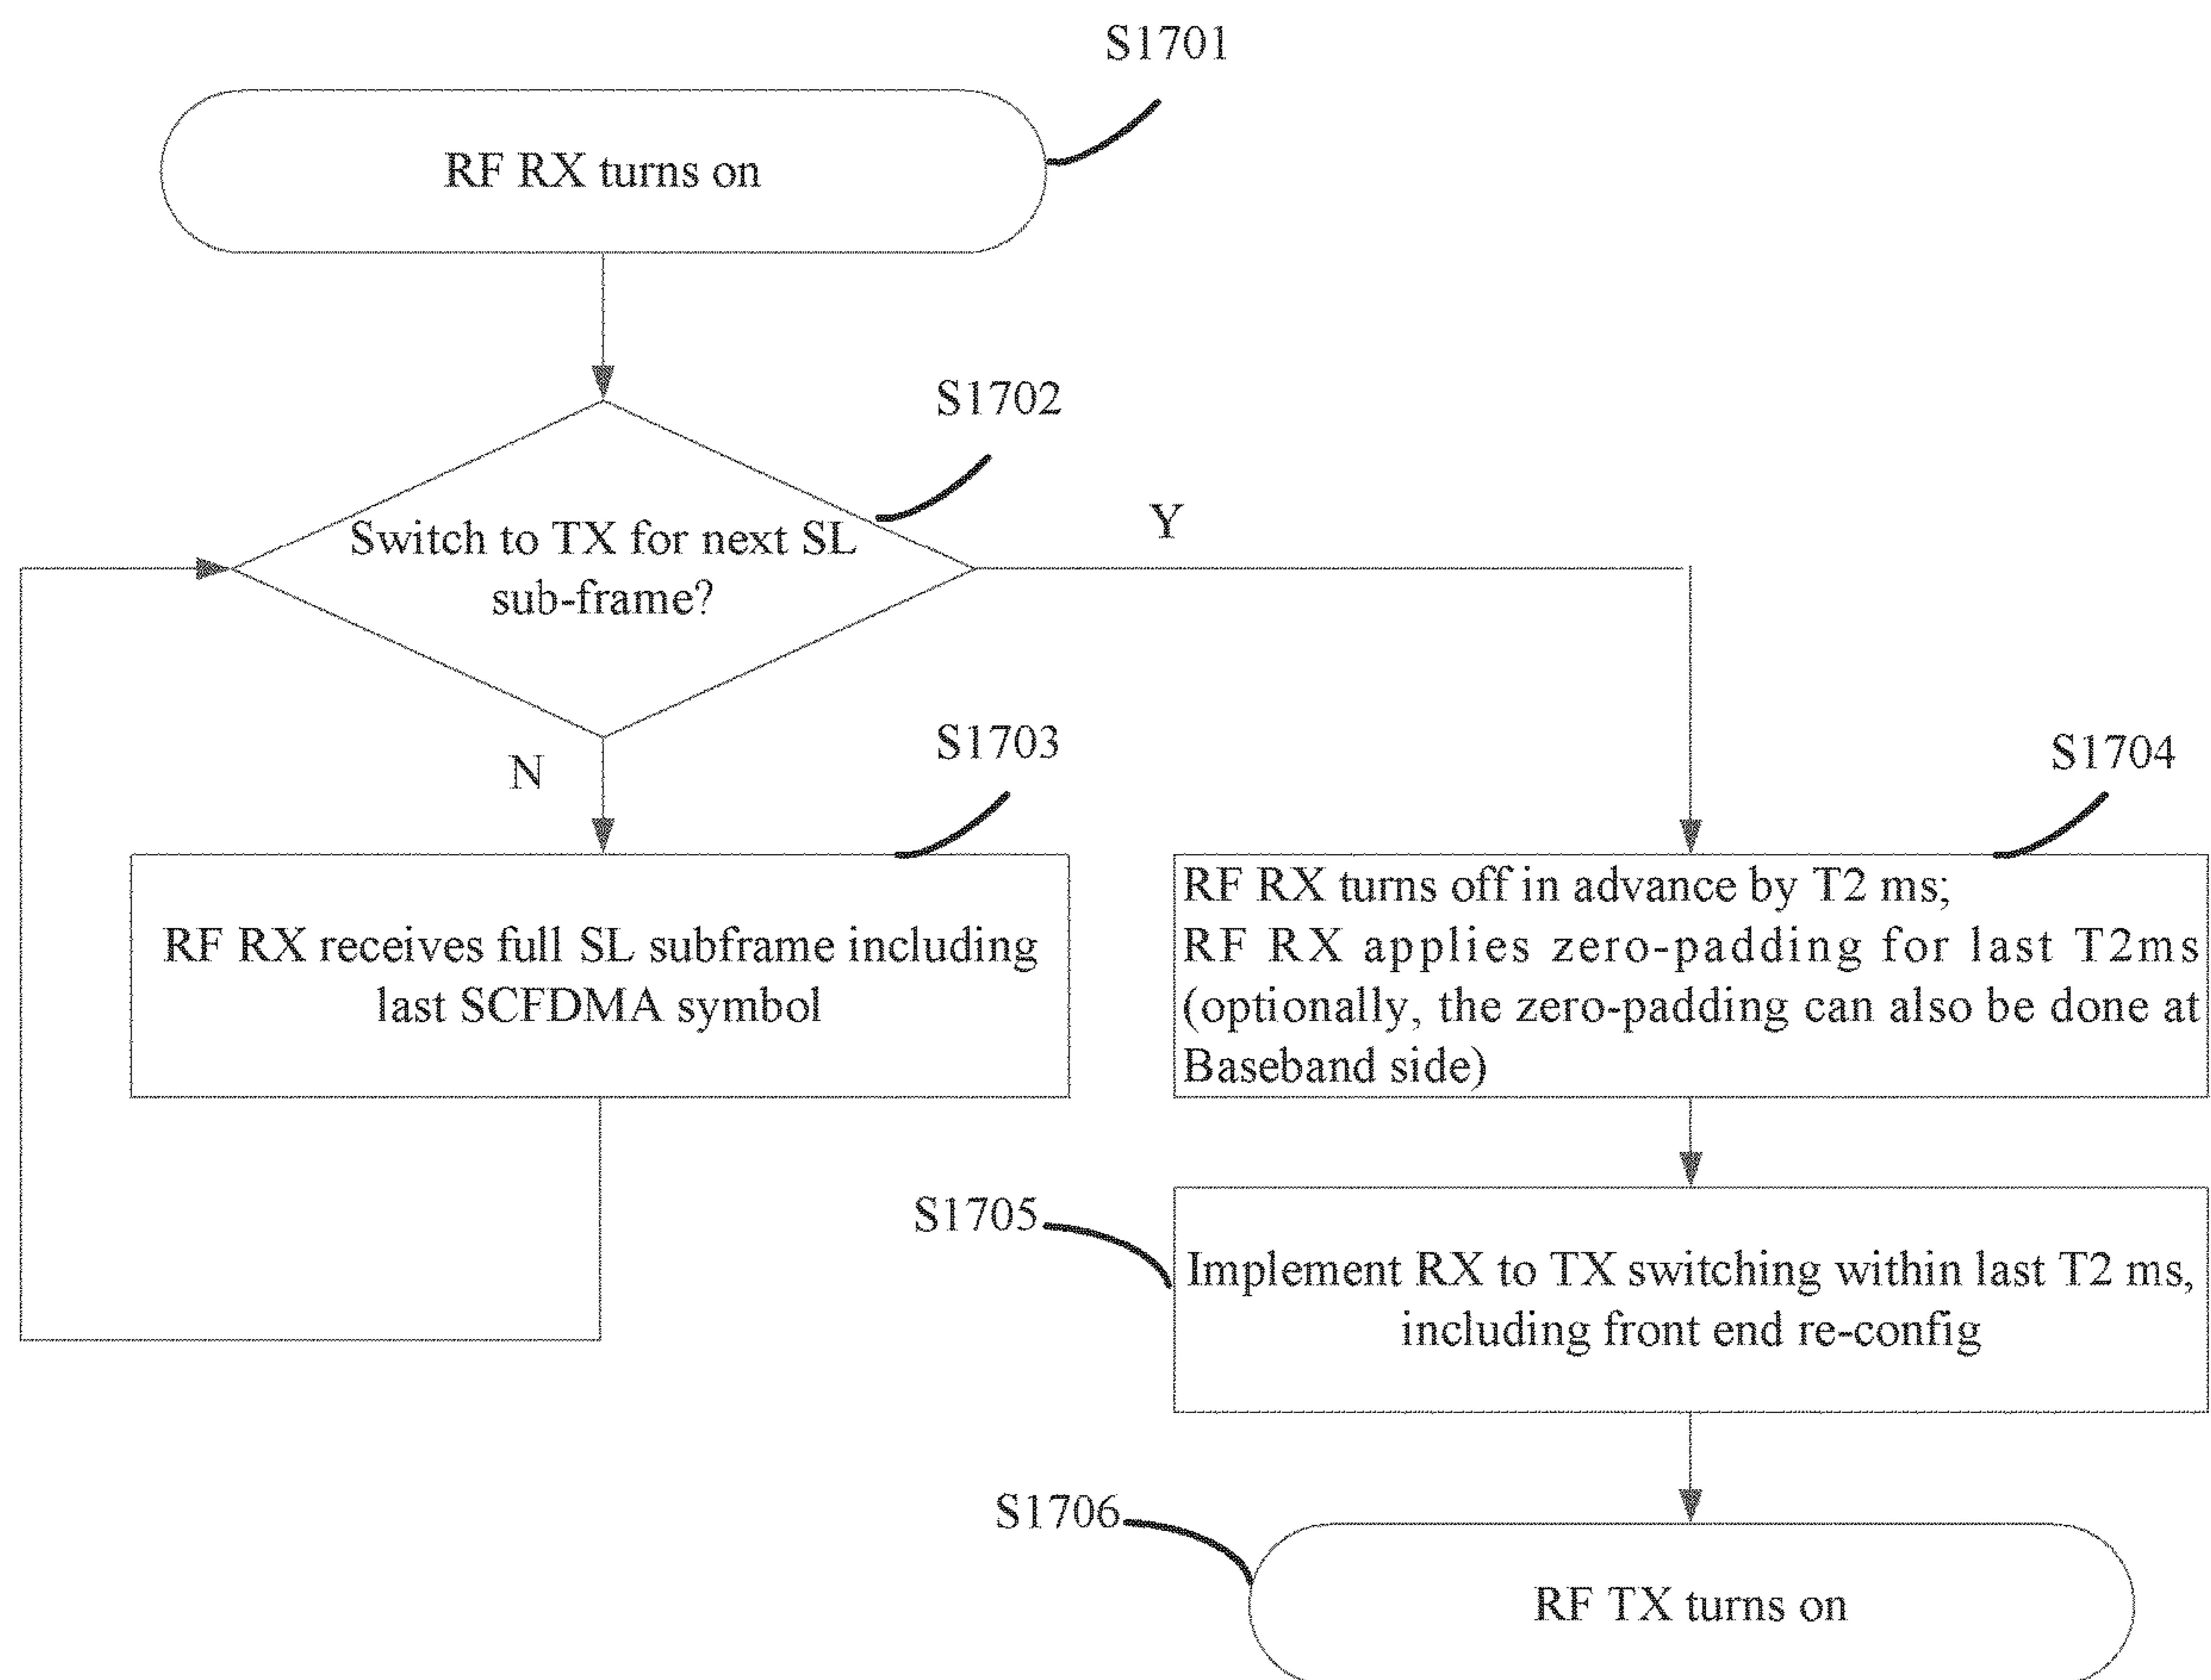 S1701
RF RX turns on
S1702
Switch to TX for next SL
sub-frame?
Y
N
S1703
RF RX receives full SL subframe including
last SCFDMA symbol
S1704
RF RX turns off in advance by T2 ms;
RF RX applies zero-padding for last T2ms
(optionally, the zero-padding can also be done at
Baseband side)
S1705
Implement RX to TX switching within last T2 ms,
including front end re-config
S1706
RF TX turns on